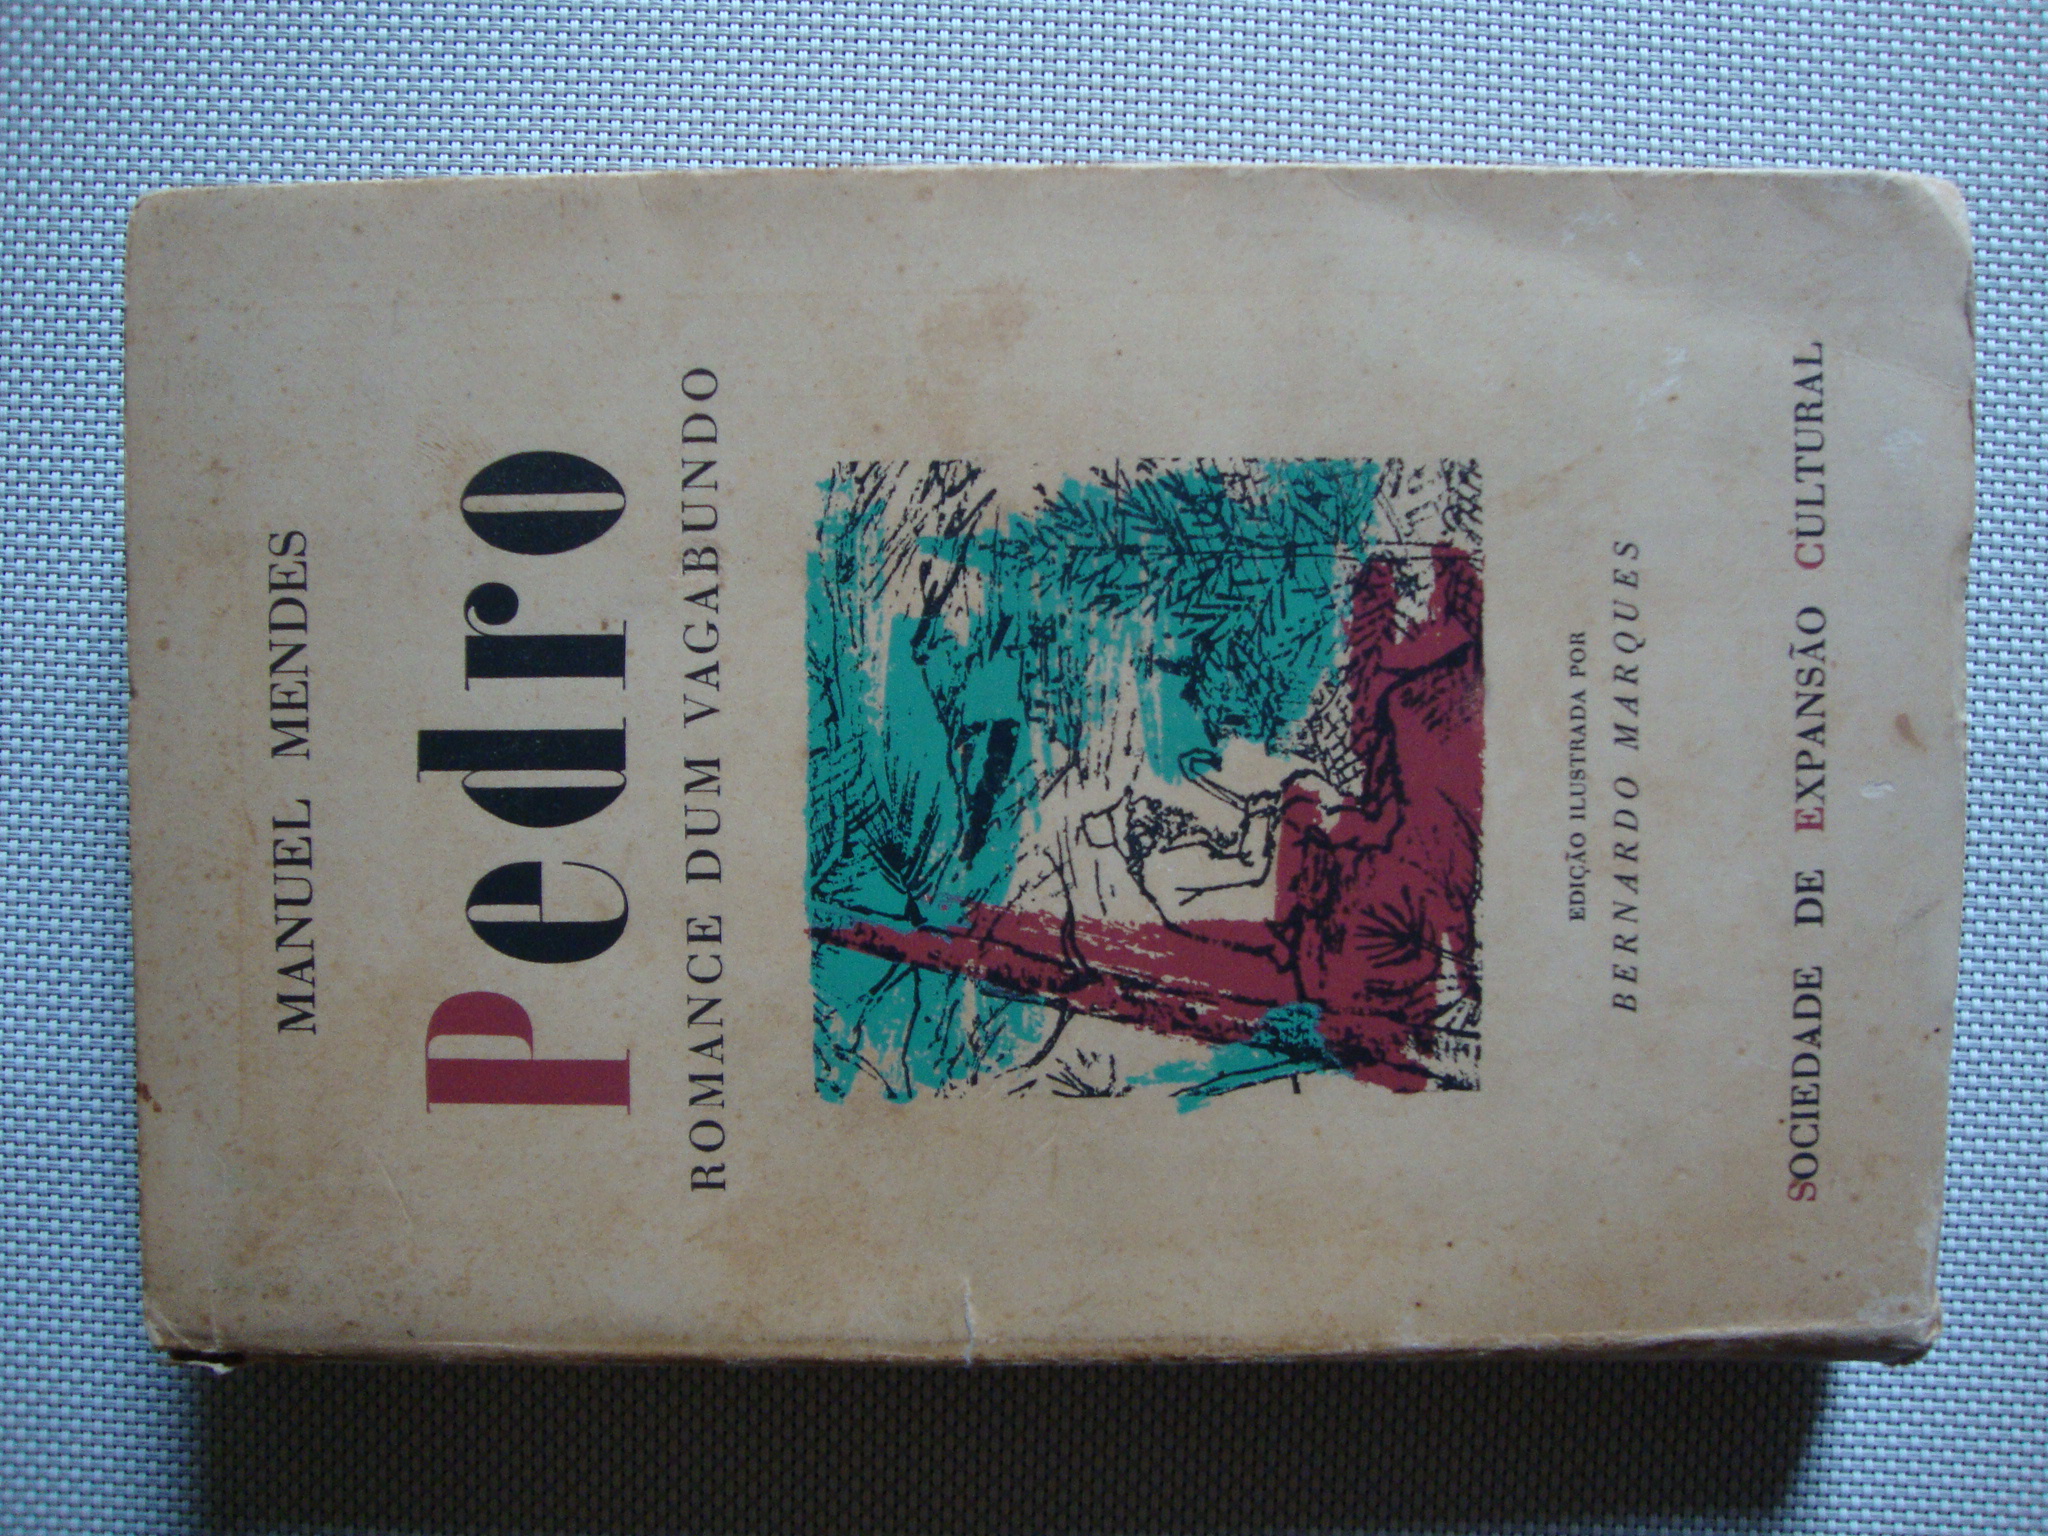 MANUEL MENDES
Pedro
ROMANCE DUM VAGABUNDO
EDIÇÃO ILUSTRADA POR
BERNARDO MARQUES
SOCIEDADE DE EXPANSÃO CULTURAL